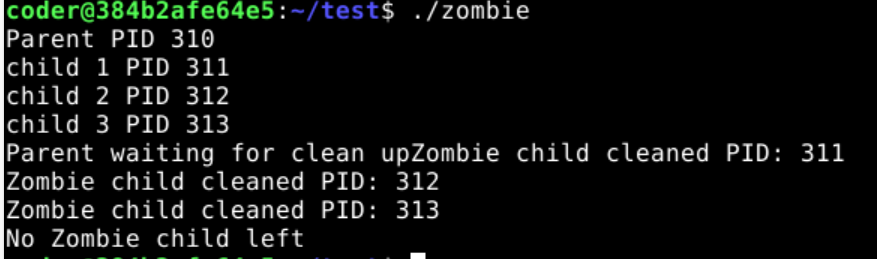 coder@384b2afe64e5:~/test$ ./zombie
Parent PID 310
child 1 PID 311
child 2 PID 312
child 3 PID 313
Parent waiting for clean upZombie child cleaned PID: 311
Zombie child cleaned PID: 312
Zombie child cleaned PID: 313
No Zombie child left